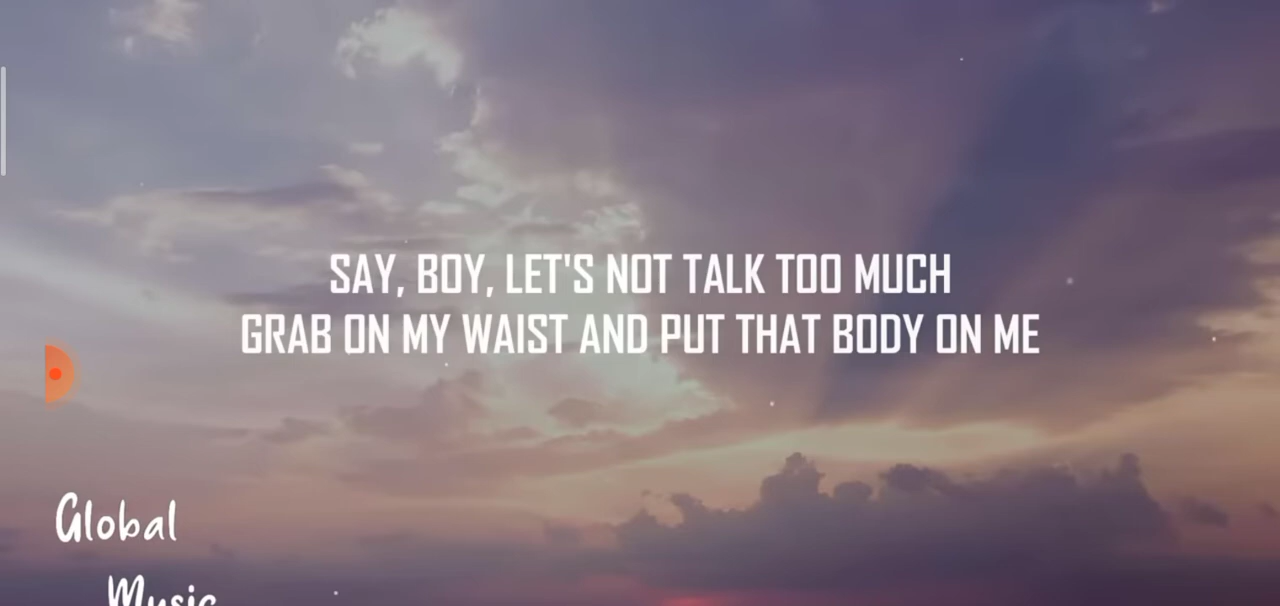 SAY, BOY, LET'S NOT TALK TOO MUCH
GRAB ON MY WAIST AND PUT THAT BODY ON ME
Global
Music